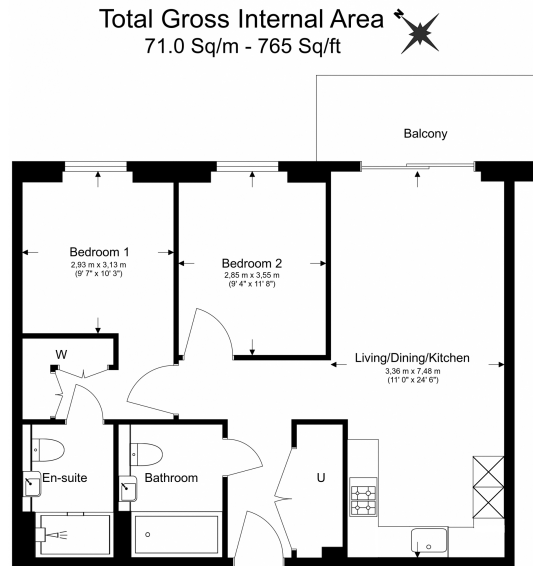 Total Gross Internal Area
71.0 Sq/m - 765 Sq/ft
N
Balcony
Bedroom 1
2,93 m x 3,13 m
(9' 7" x 10' 3")
Bedroom 2
2,85 m x 3,55 m
(9' 4" x 11' 8")
W
Living/Dining/Kitchen
3,36 m x 7,48 m
(11' 0" x 24' 6")
En-suite
Bathroom
U